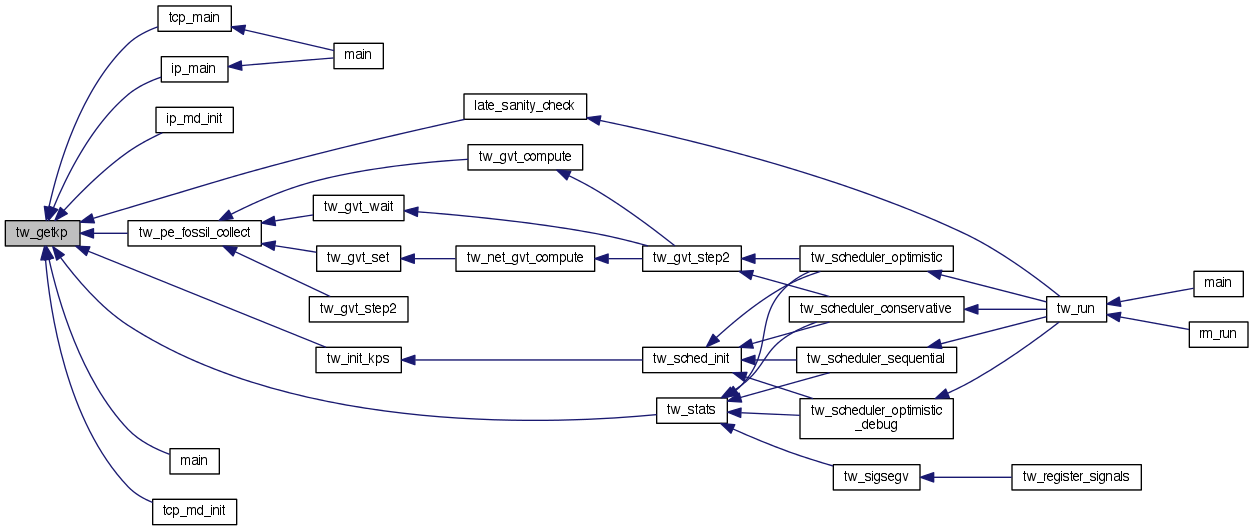 tcp_main
main
ip_main
late_sanity_check
ip_md_init
tw_gvt_compute
tw_gvt_wait
tw_getkp
tw_pe_fossil_collect
tw_gvt_set
tw_net_gvt_compute
tw_gvt_step2
tw_scheduler_optimistic
main
tw_gvt_step2
tw_scheduler_conservative
tw_run
rm_run
tw_init_kps
tw_sched_init
tw_scheduler_sequential
tw_stats
tw_scheduler_optimistic
_debug
main
tw_sigsegv
tw_register_signals
tcp_md_init